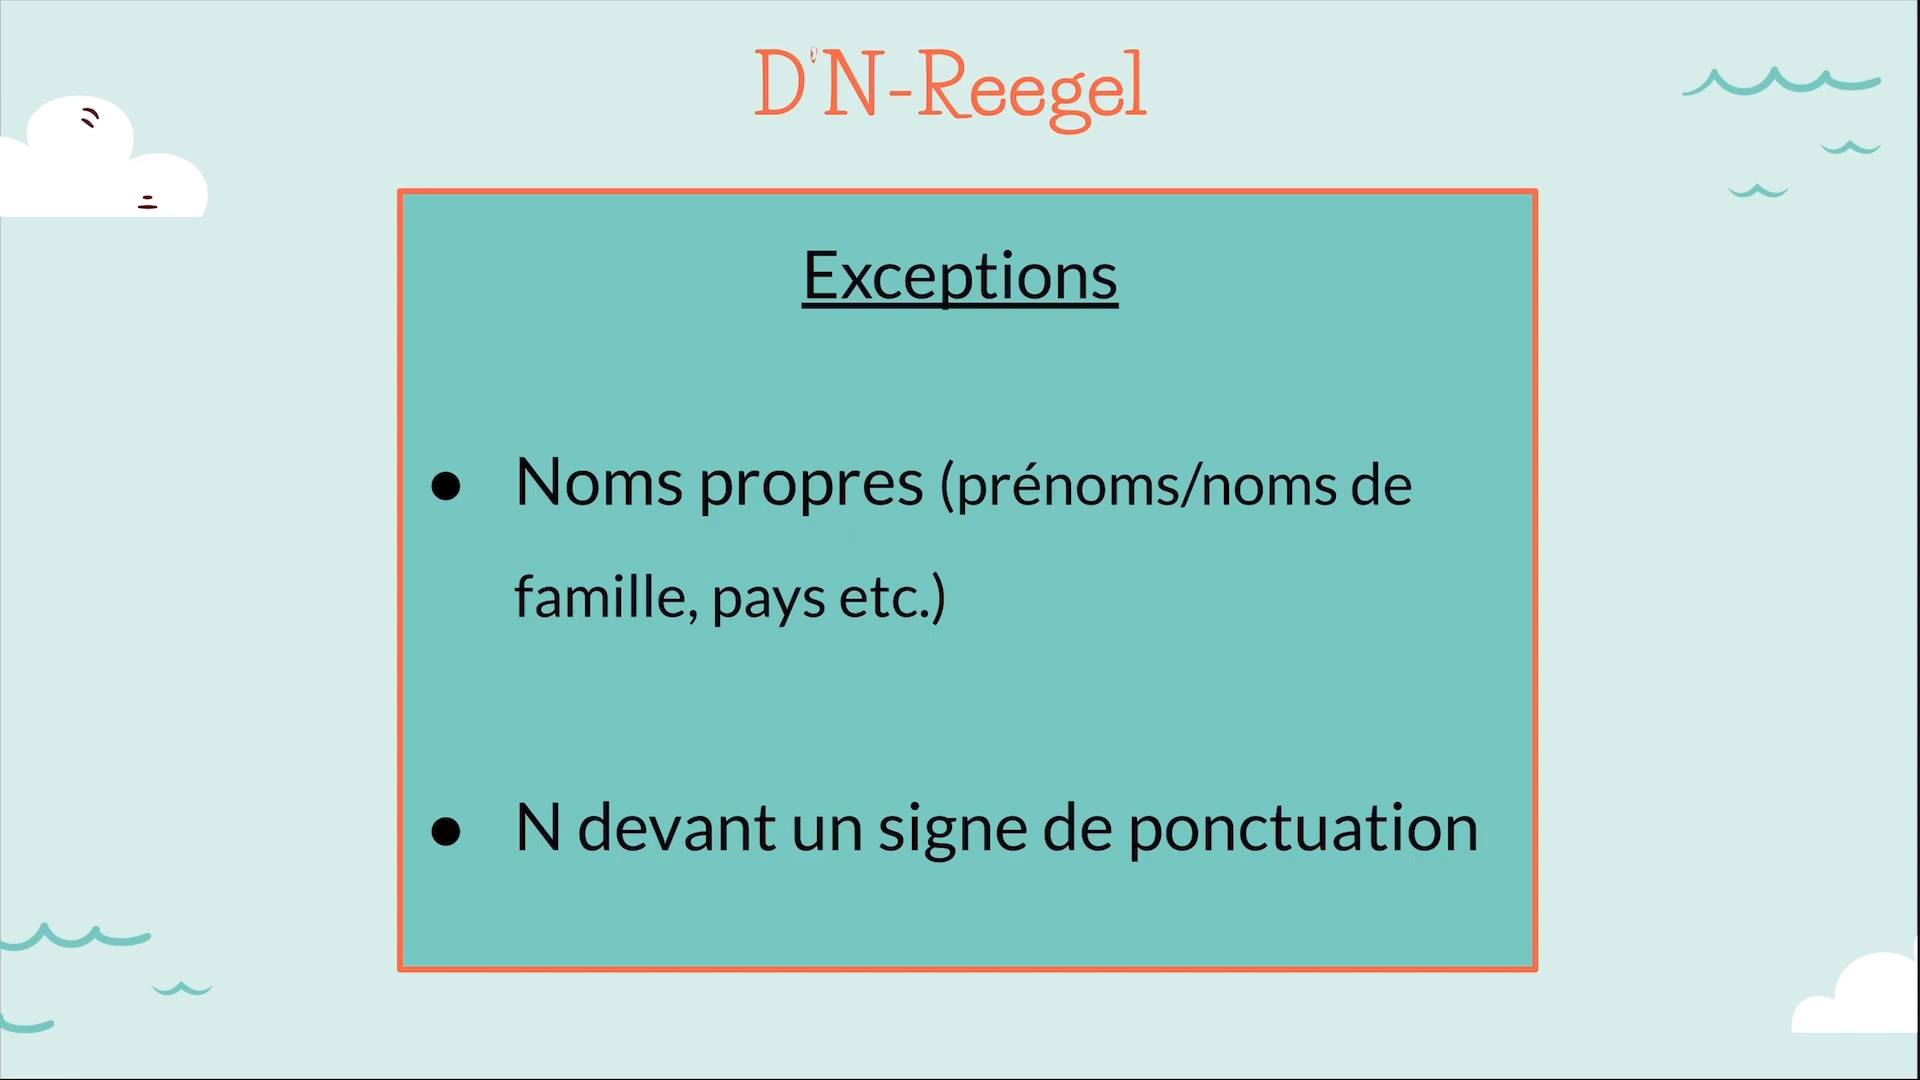 D'N-Reegel
Exceptions
● Noms propres (prénoms/noms de
famille, pays etc.)
● N devant un signe de ponctuation